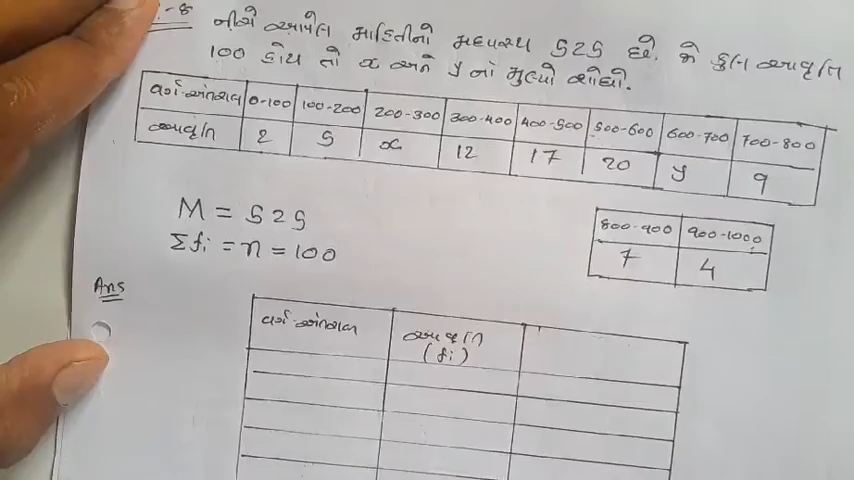 :-8 નીચે આપેલ માહિતીનો મધ્યસ્થ 525 છે. જો કુલ આવૃત્તિ
100 હોય તો x અને y નાં મુલ્યો શોધો.
વર્ગ-અંતરાલ 0-100 100-200 200-300 300-400 400-500 500-600 600-700 700-800
આવૃત્તિ 2 5 x 12 17 20 y 9
800-900 900-1000
7 4
M = 525
Σfi = n = 100
Ans
વર્ગ-અંતરાલ આવૃત્તિ
(fi)